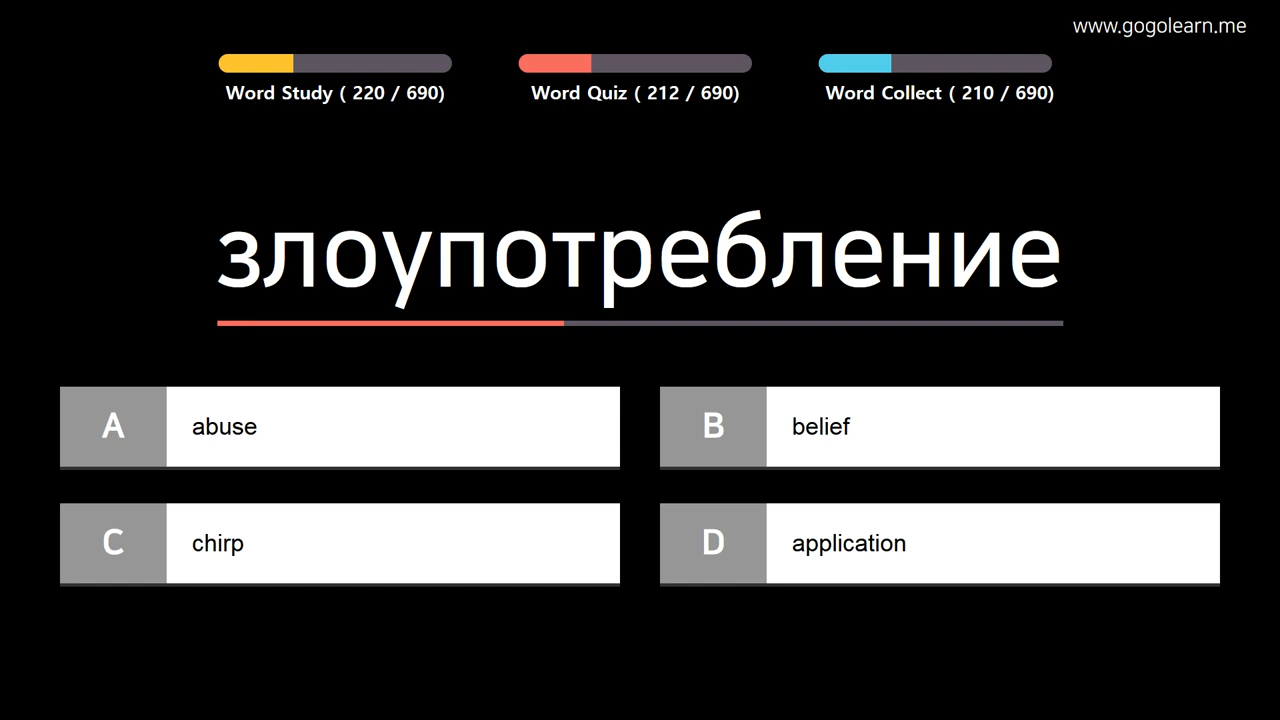 www.gogolearn.me
Word Study ( 220 / 690)
Word Quiz ( 212 / 690)
Word Collect ( 210 / 690)
злоупотребление
A abuse
B belief
C chirp
D application